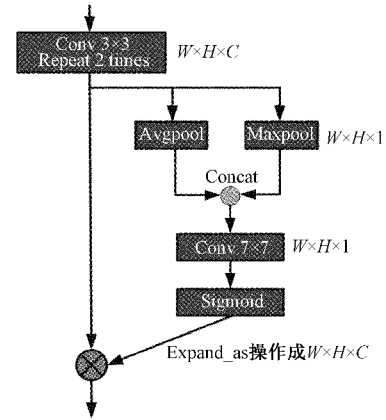 Conv 3×3
Repeat 2 tunes
W×H×C
Avgpool
Maxpool
W×H×1
Concat
Conv 7×7
W×H×1
Sigmoid
Expand_as操作成W×H×C